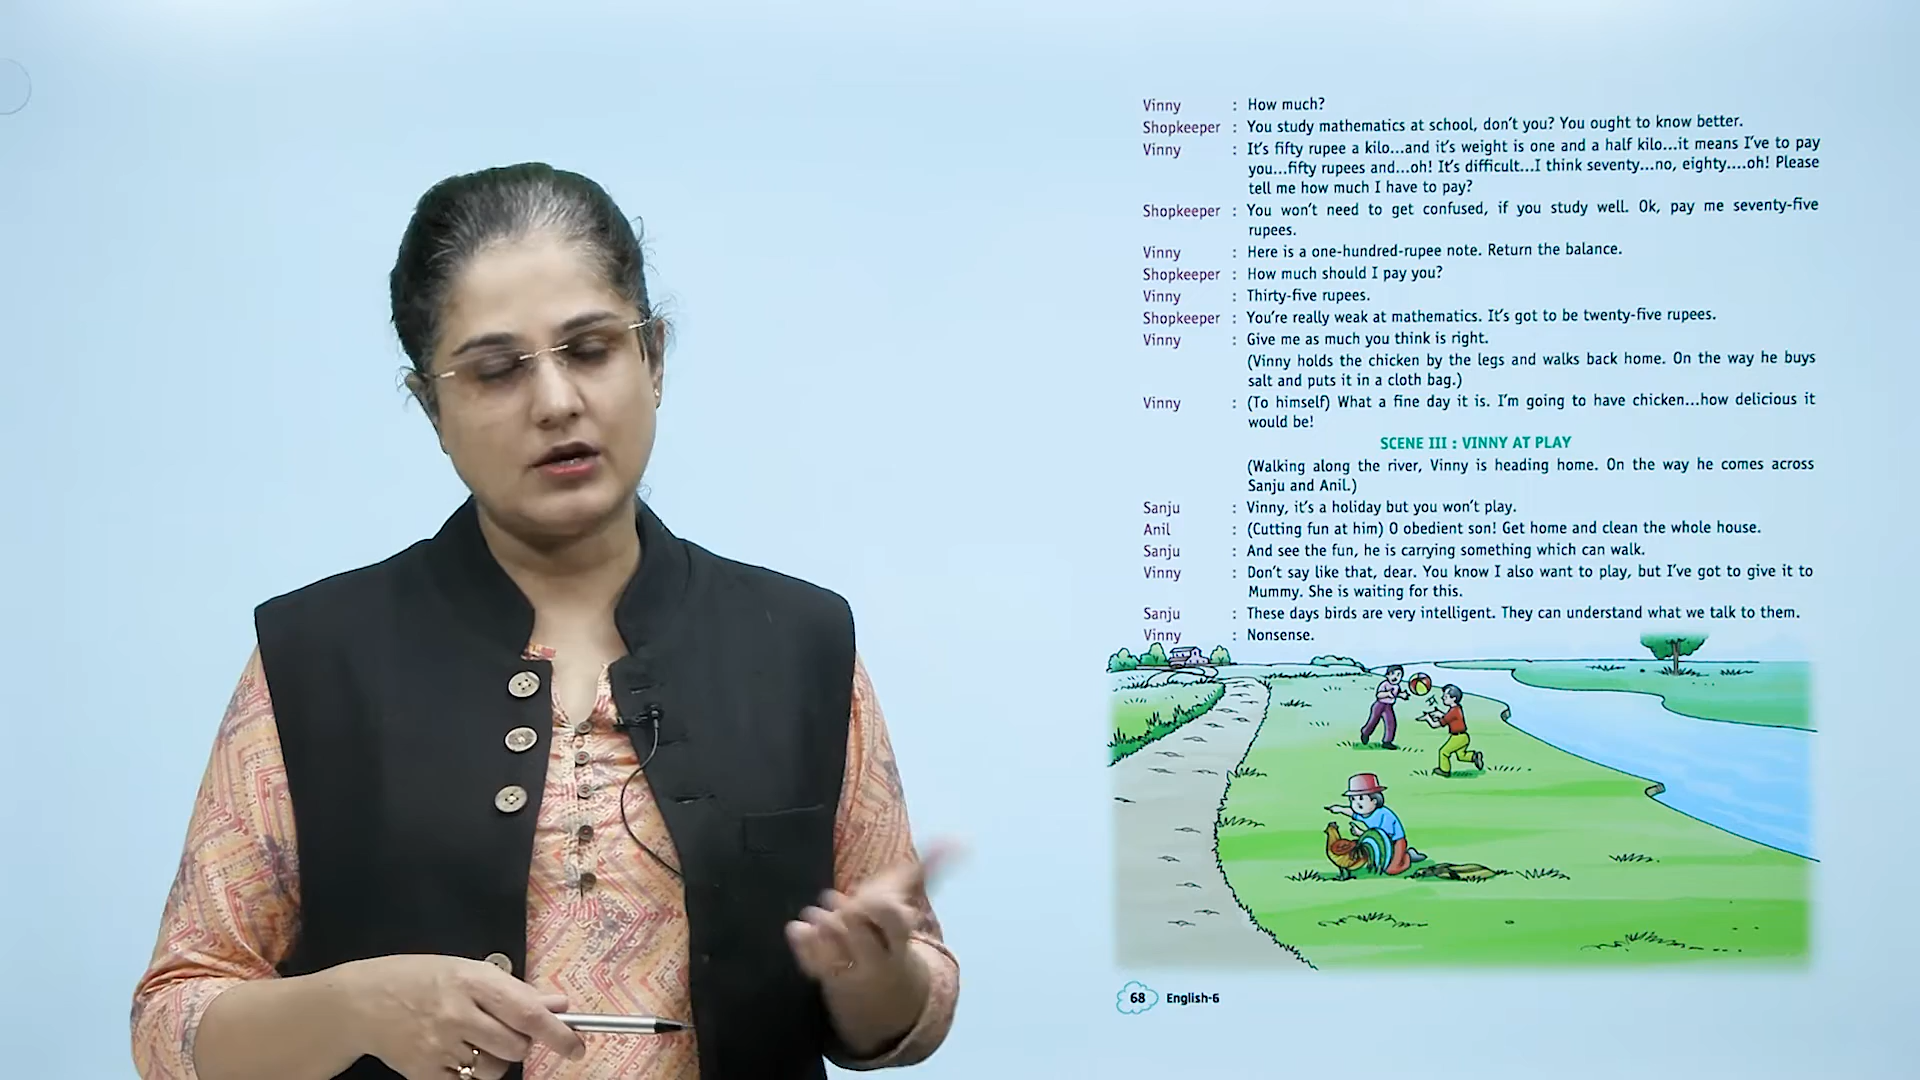 Vinny : How much?
Shopkeeper : You study mathematics at school, don't you? You ought to know better.
Vinny : It's fifty rupee a kilo...and it's weight is one and a half kilo...it means I've to pay
you...fifty rupees and...oh! It's difficult...I think seventy...no, eighty....oh! Please
tell me how much I have to pay?
Shopkeeper : You won't need to get confused, if you study well. Ok, pay me seventy-five
rupees.
Vinny : Here is a one-hundred-rupee note. Return the balance.
Shopkeeper : How much should I pay you?
Vinny : Thirty-five rupees.
Shopkeeper : You're really weak at mathematics. It's got to be twenty-five rupees.
Vinny : Give me as much you think is right.
(Vinny holds the chicken by the legs and walks back home. On the way he buys
salt and puts it in a cloth bag.)
Vinny : (To himself) What a fine day it is. I'm going to have chicken...how delicious it
would be!
SCENE III : VINNY AT PLAY
(Walking along the river, Vinny is heading home. On the way he comes across
Sanju and Anil.)
Sanju : Vinny, it's a holiday but you won't play.
Anil : (Cutting fun at him) O obedient son! Get home and clean the whole house.
Sanju : And see the fun, he is carrying something which can walk.
Vinny : Don't say like that, dear. You know I also want to play, but I've got to give it to
Mummy. She is waiting for this.
Sanju : These days birds are very intelligent. They can understand what we talk to them.
Vinny : Nonsense.
68 English-6